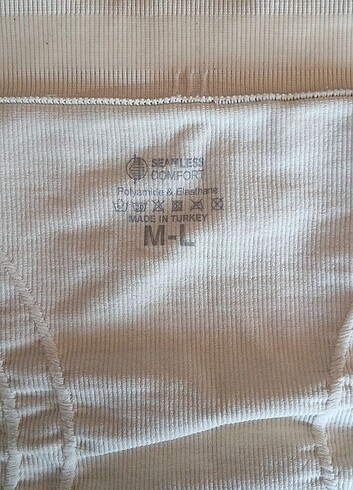 SEAMLESS
COMFORT
Polyamide & Elasthane
MADE IN TURKEY
M-L